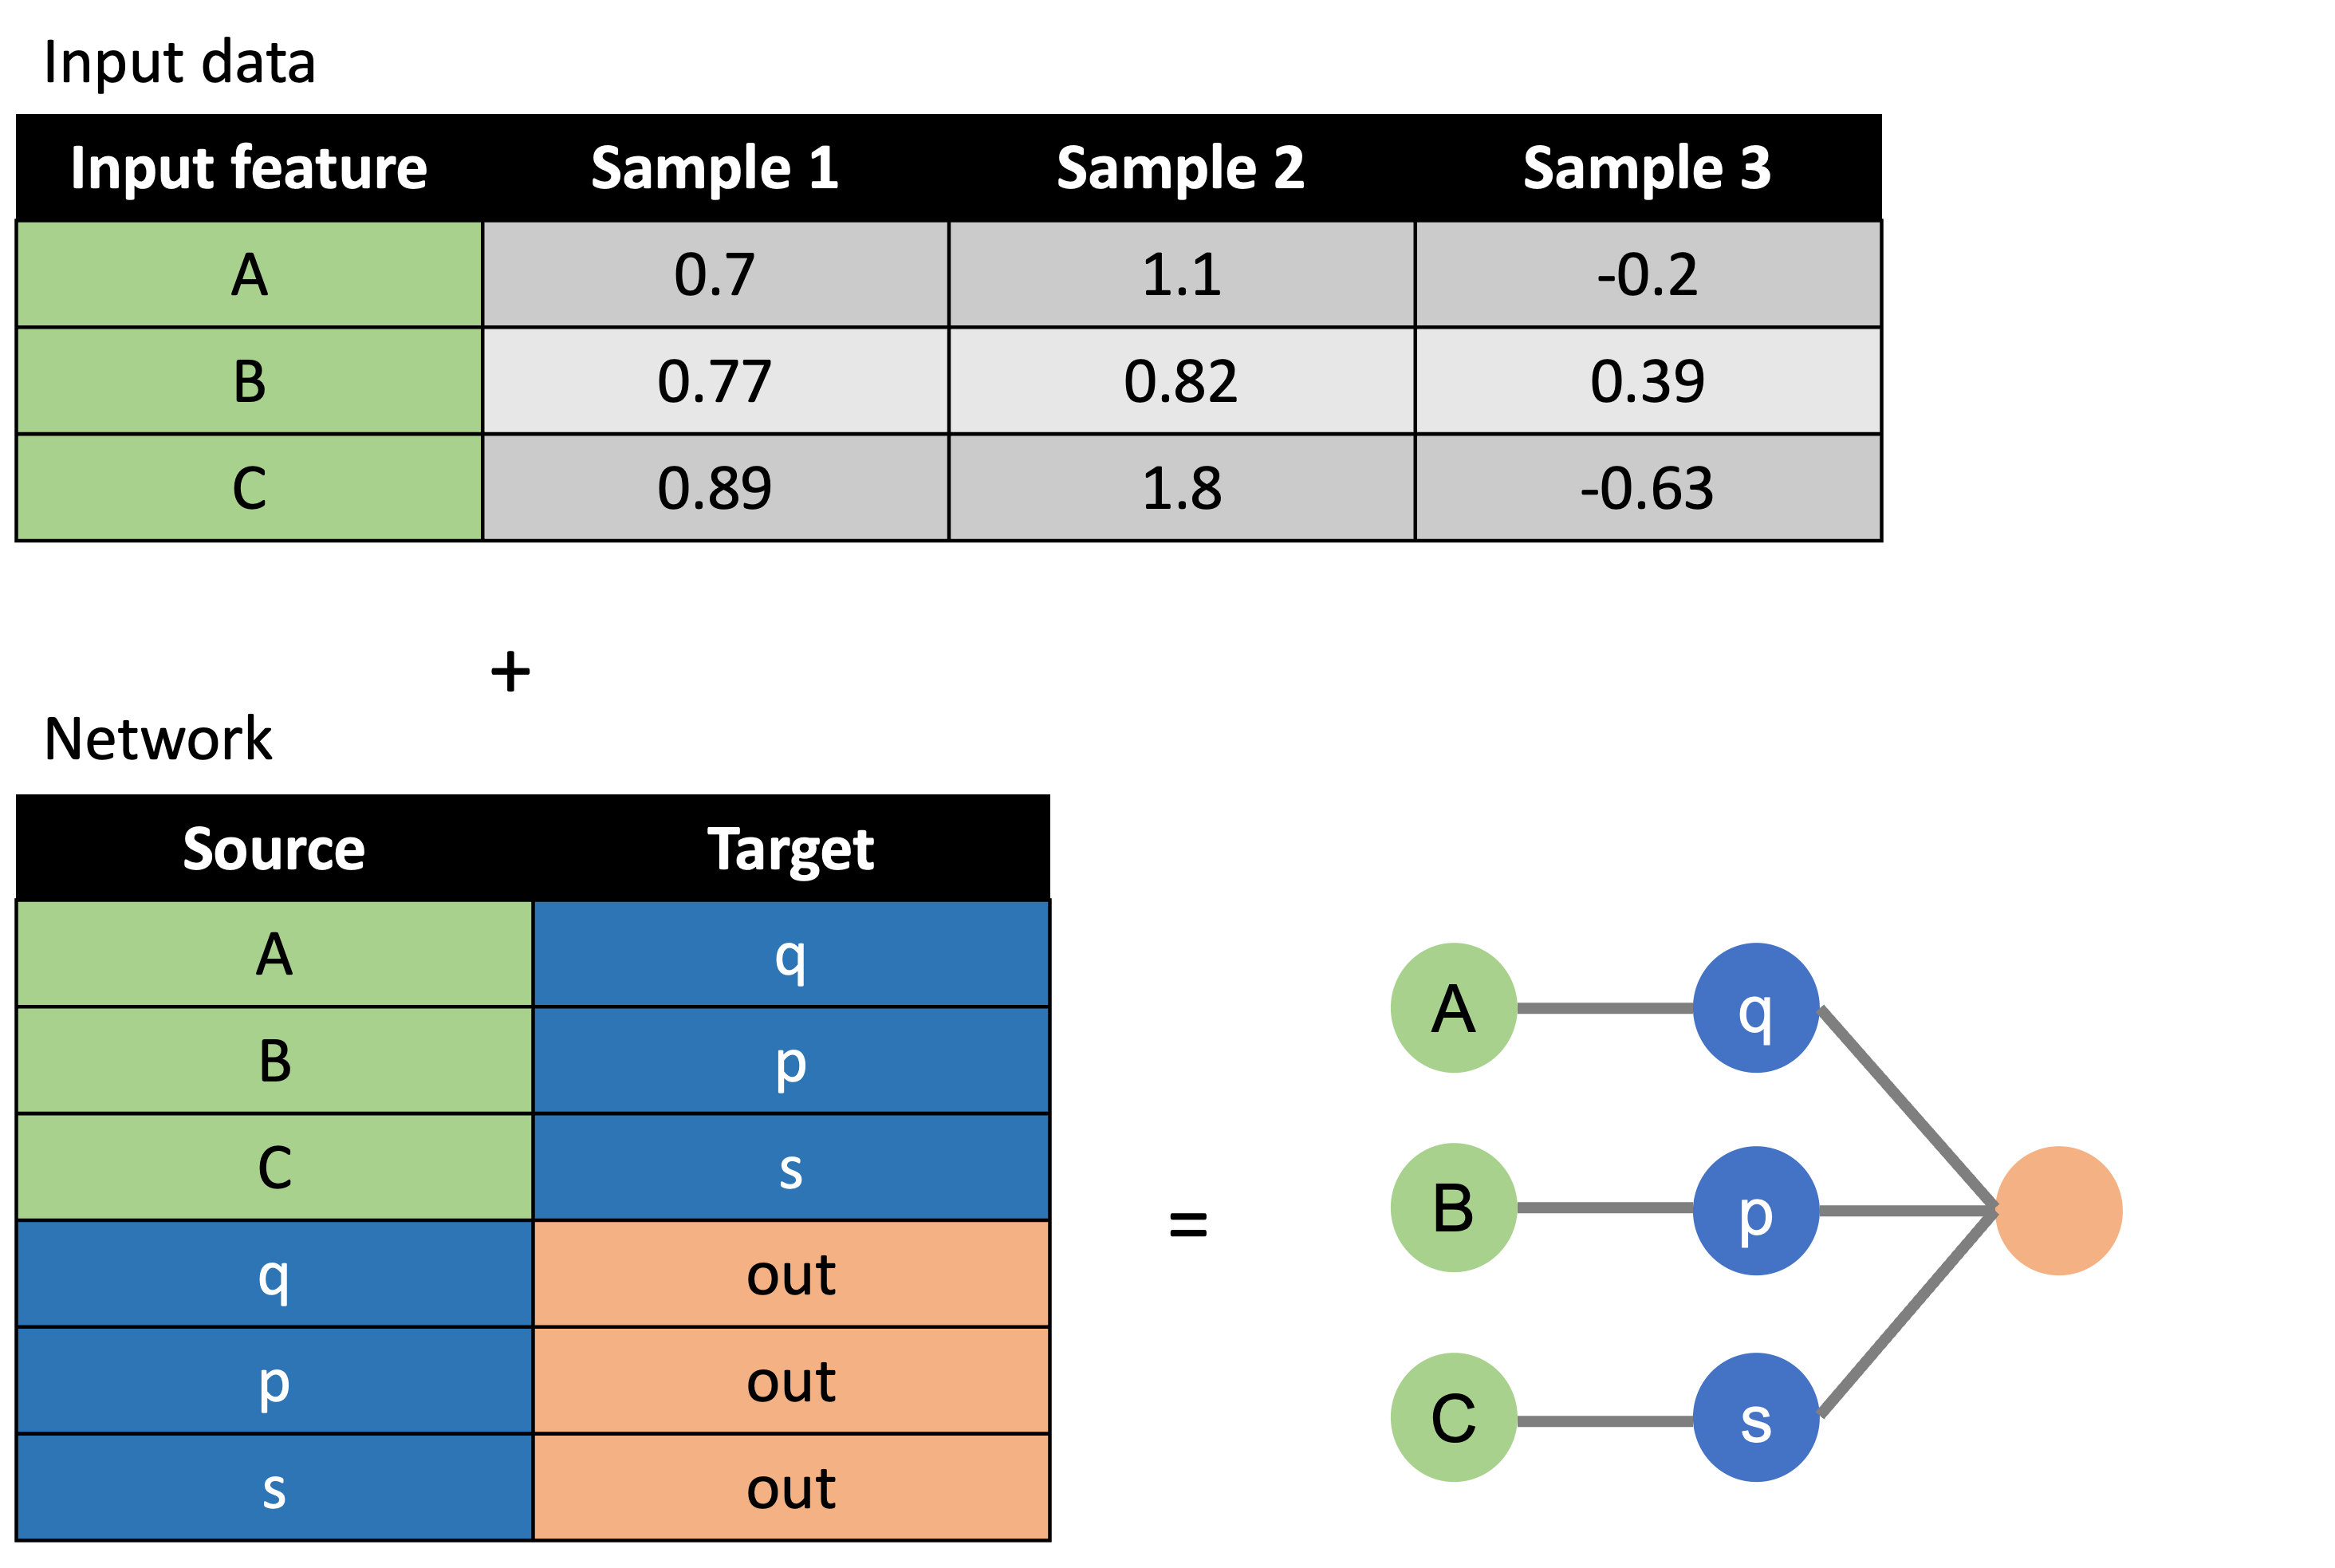 Input data
Input feature Sample 1 Sample 2 Sample 3
A 0.7 1.1 -0.2
B 0.77 0.82 0.39
C 0.89 1.8 -0.63
+
Network
Source Target
A q
B p
C s
q out
p out
s out
=
A q
B p
C s